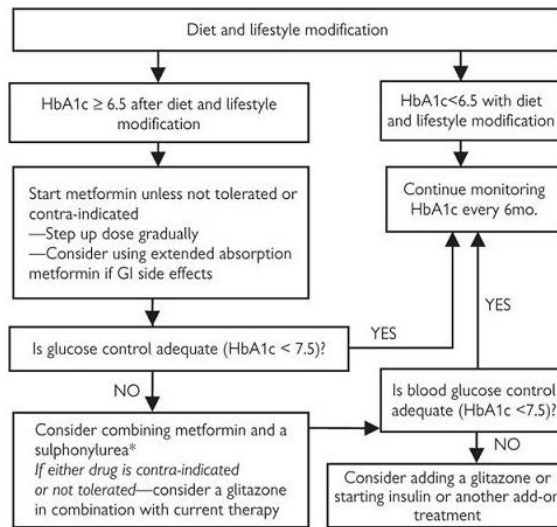 Diet and lifestyle modification
HbA1c ≥ 6.5 after diet and lifestyle
modification
HbA1c<6.5 with diet
and lifestyle modification
Start metformin unless not tolerated or
contra-indicated
—Step up dose gradually
—Consider using extended absorption
metformin if GI side effects
Continue monitoring
HbA1c every 6mo.
Is glucose control adequate (HbA1c < 7.5)?
YES
YES
NO
Is blood glucose control
adequate (HbA1c <7.5)?
Consider combining metformin and a
sulphonylurea*
If either drug is contra-indicated
or not tolerated—consider a glitazone
in combination with current therapy
NO
Consider adding a glitazone or
starting insulin or another add-on
treatment